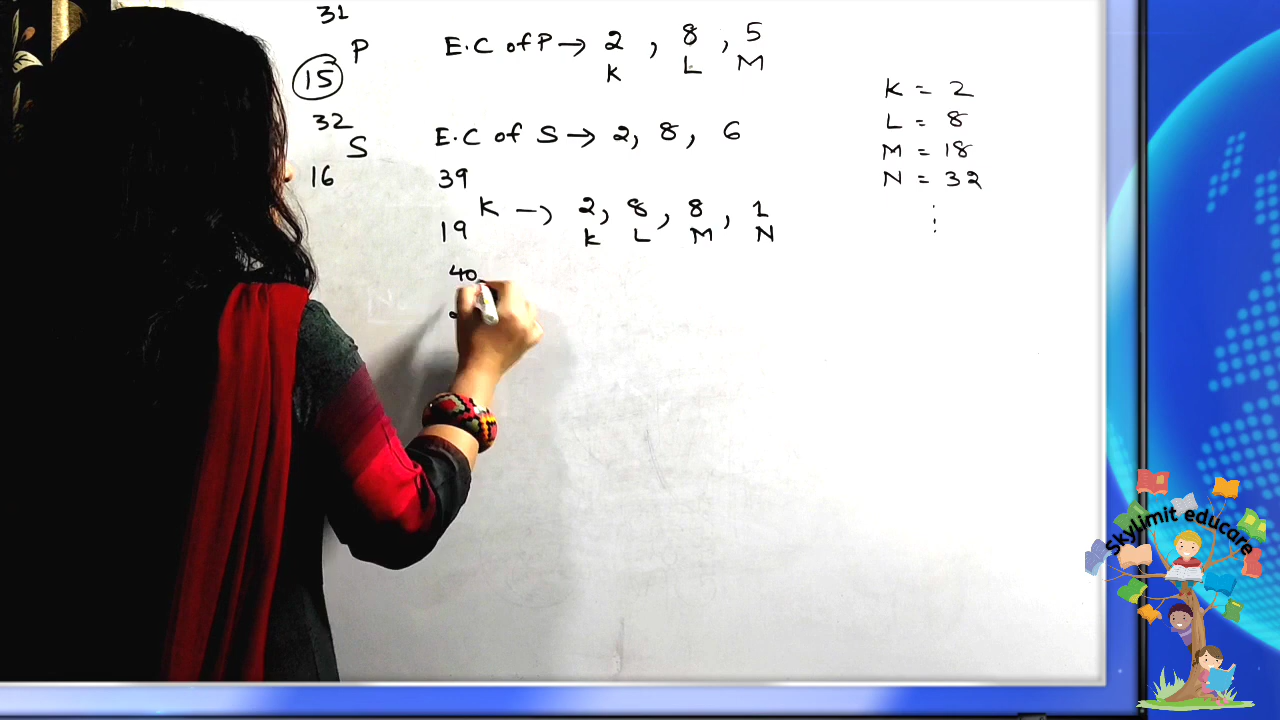 31
P
15
E.C of P → 2, 8, 5
K L M
32
S
16
E.C of S → 2, 8, 6
39
K → 2, 8, 8, 1
19
K L M N
40
K = 2
L = 8
M = 18
N = 32
⋮
Skylimit educare